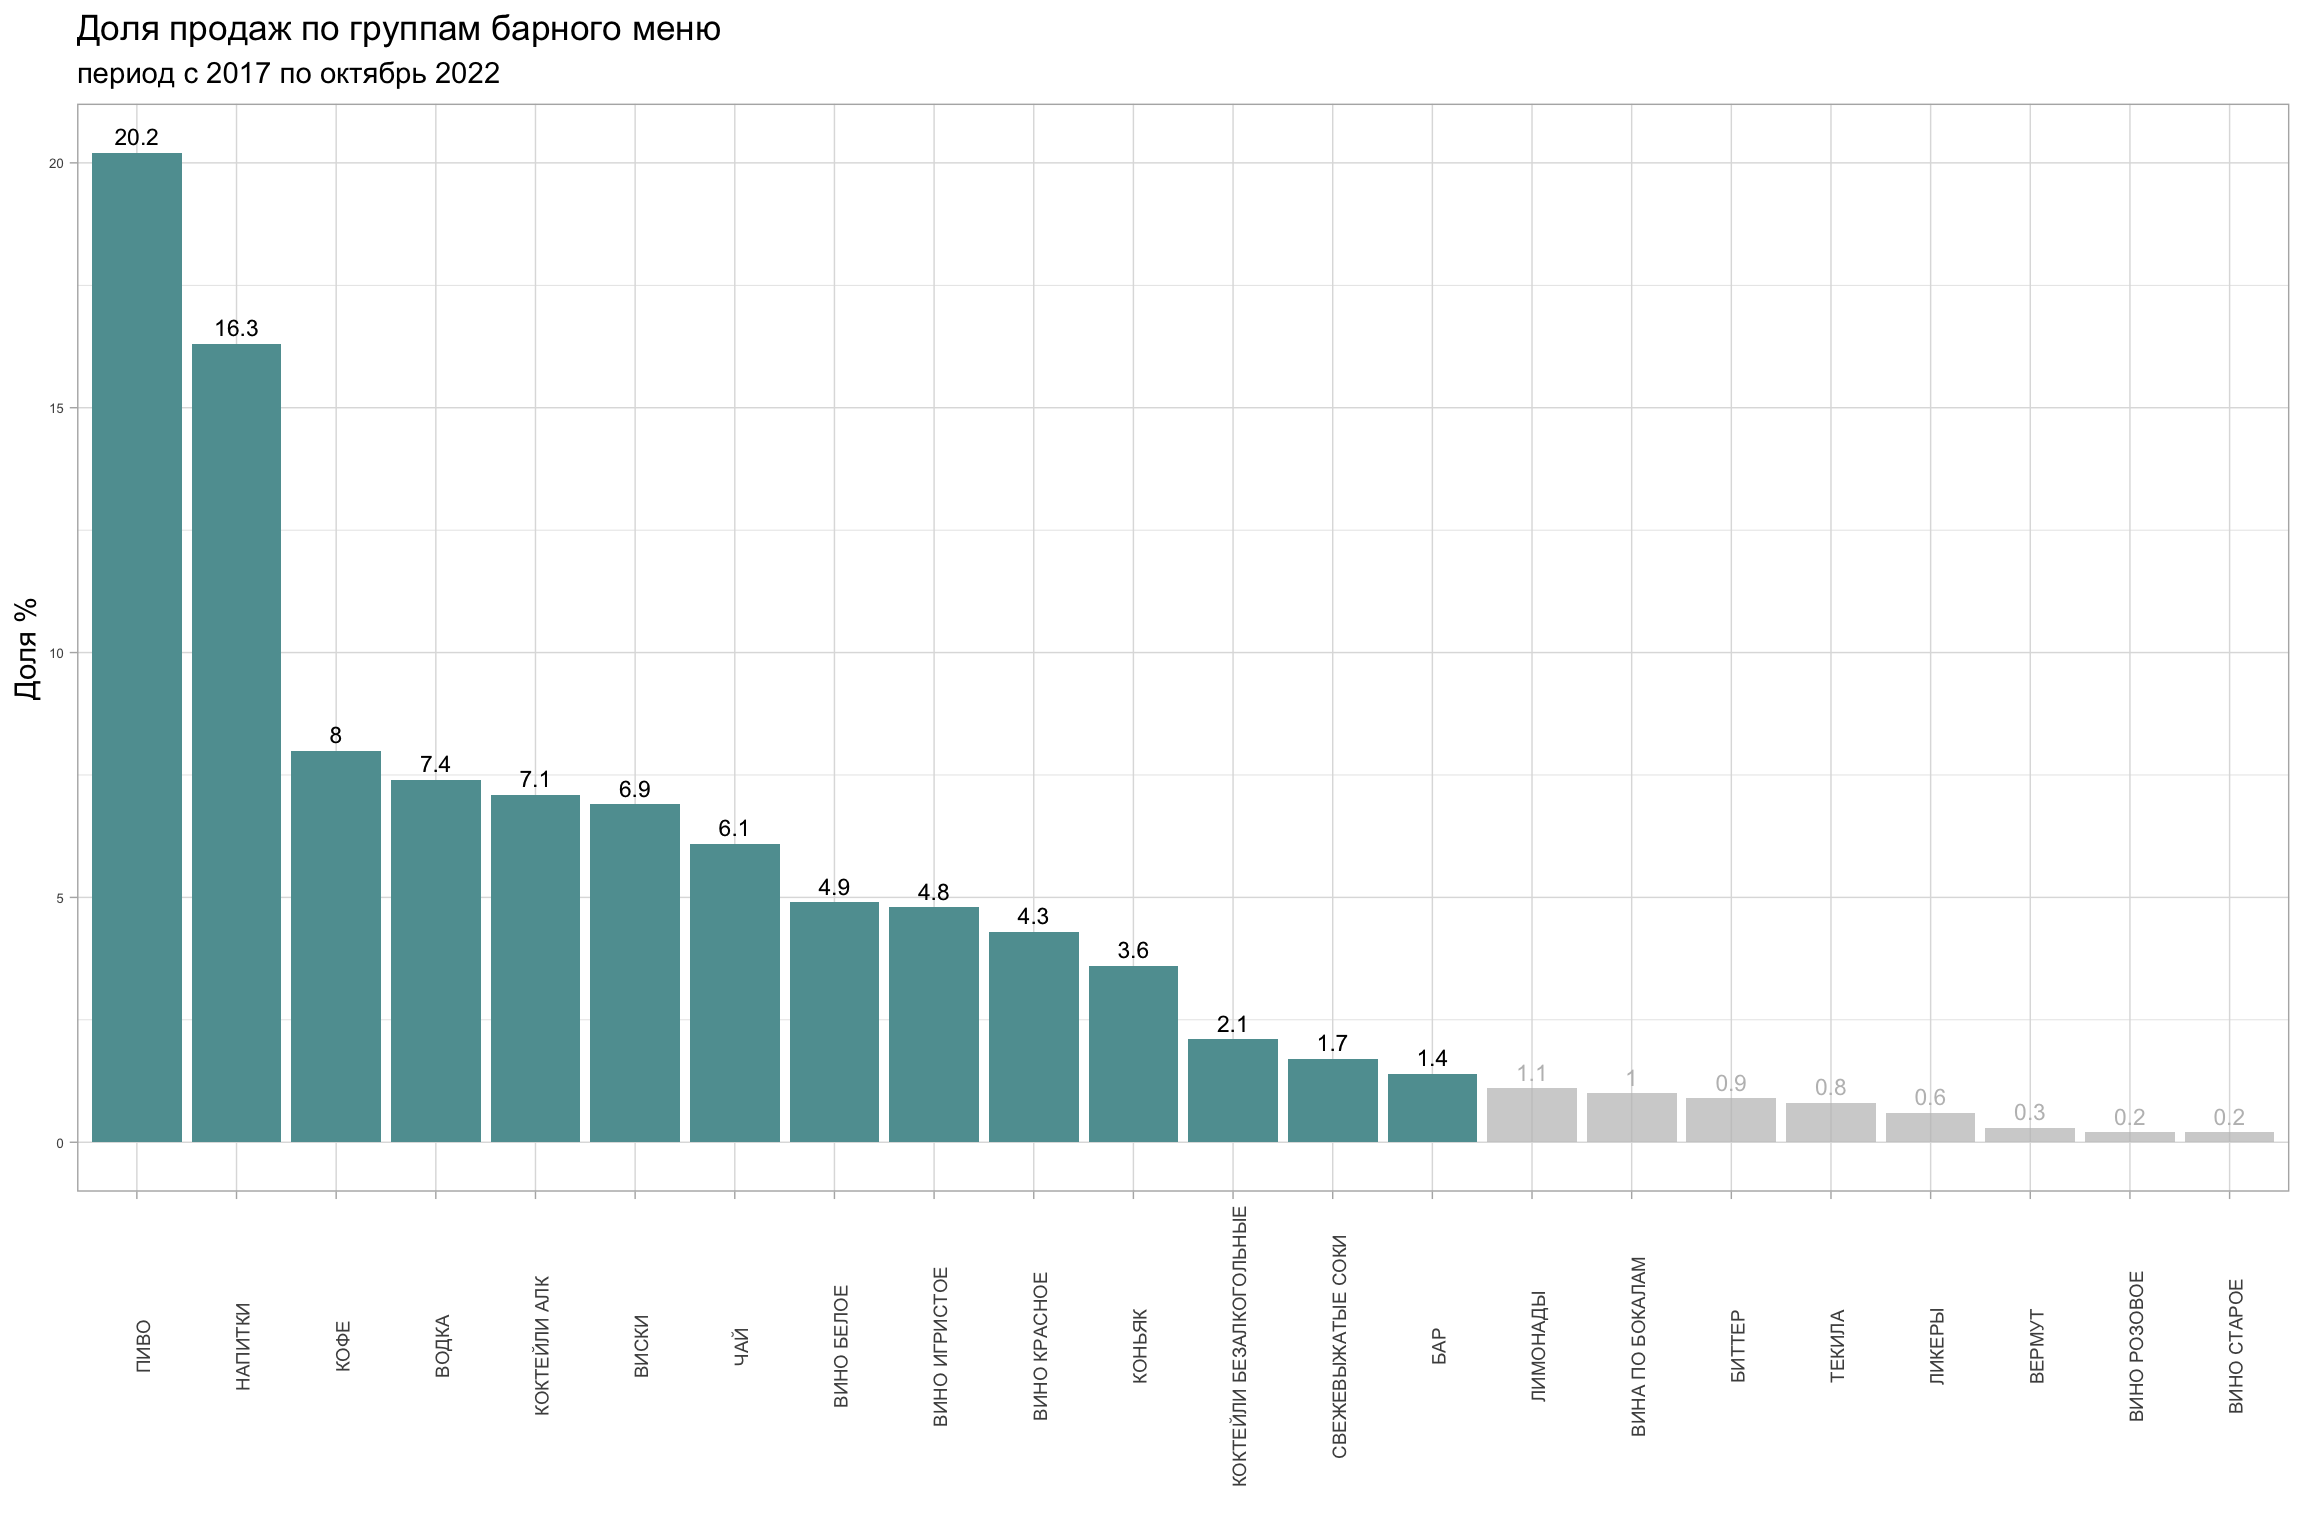 Доля продаж по группам барного меню
период с 2017 по октябрь 2022
Доля %
20
15
10
5
0
20.2
16.3
8
7.4
7.1
6.9
6.1
4.9
4.8
4.3
3.6
2.1
1.7
1.4
1.1
1
0.9
0.8
0.6
0.3
0.2
0.2
ПИВО
НАПИТКИ
КОФЕ
ВОДКА
КОКТЕЙЛИ АЛК
ВИСКИ
ЧАЙ
ВИНО БЕЛОЕ
ВИНО ИГРИСТОЕ
ВИНО КРАСНОЕ
КОНЬЯК
КОКТЕЙЛИ БЕЗАЛКОГОЛЬНЫЕ
СВЕЖЕВЫЖАТЫЕ СОКИ
БАР
ЛИМОНАДЫ
ВИНА ПО БОКАЛАМ
БИТТЕР
ТЕКИЛА
ЛИКЕРЫ
ВЕРМУТ
ВИНО РОЗОВОЕ
ВИНО СТАРОЕ